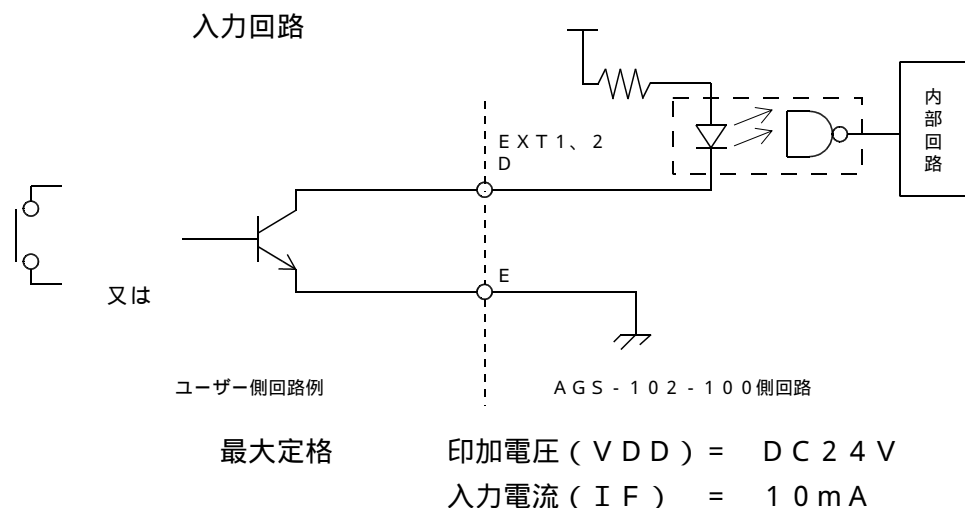 入力回路
内部回路
ＥＸＴ１、２
Ｄ
Ｅ
又は
ユーザー側回路例
ＡＧＳ‐１０２‐１００側回路
最大定格
印加電圧（ＶＤＤ）＝　ＤＣ２４Ｖ
入力電流（ＩＦ）　＝　１０ｍＡ